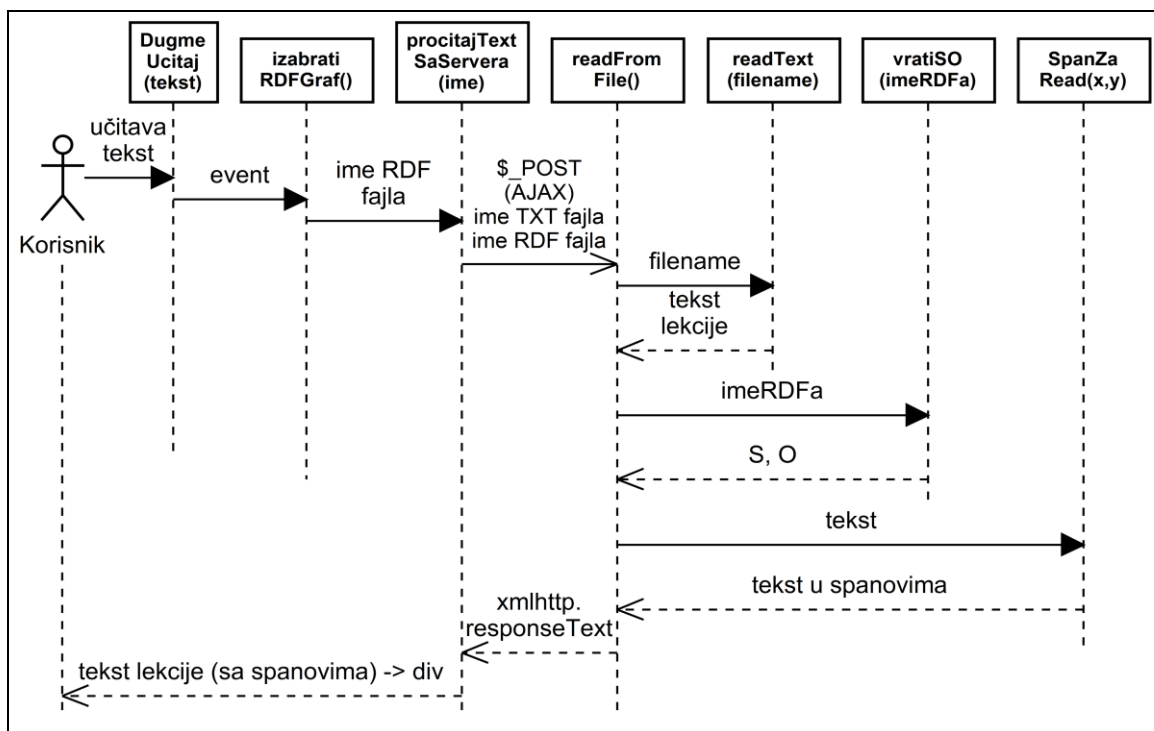 Dugme
Ucitaj
(tekst)
izabrati
RDFGraf()
procitajText
SaServera
(ime)
readFrom
File()
readText
(filename)
vratiSO
(imeRDFa)
SpanZa
Read(x,y)
učitava
tekst
Korisnik
event
ime RDF
fajla
$_POST
(AJAX)
ime TXT fajla
ime RDF fajla
filename
tekst
lekcije
imeRDFa
S, O
tekst
tekst u spanovima
xmlhttp.
responseText
tekst lekcije (sa spanovima) -> div